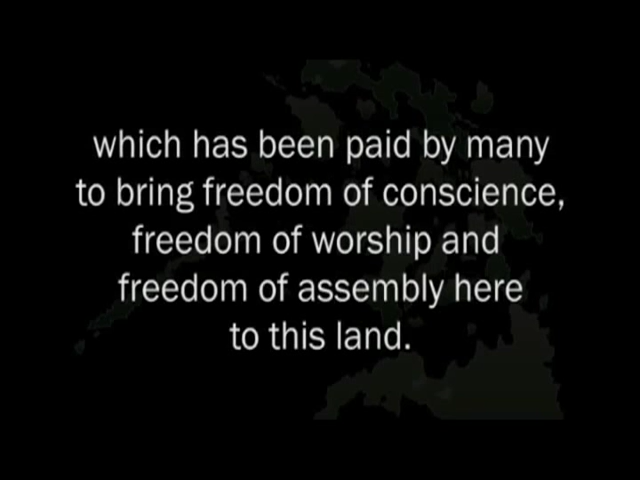 which has been paid by many
to bring freedom of conscience,
freedom of worship and
freedom of assembly here
to this land.